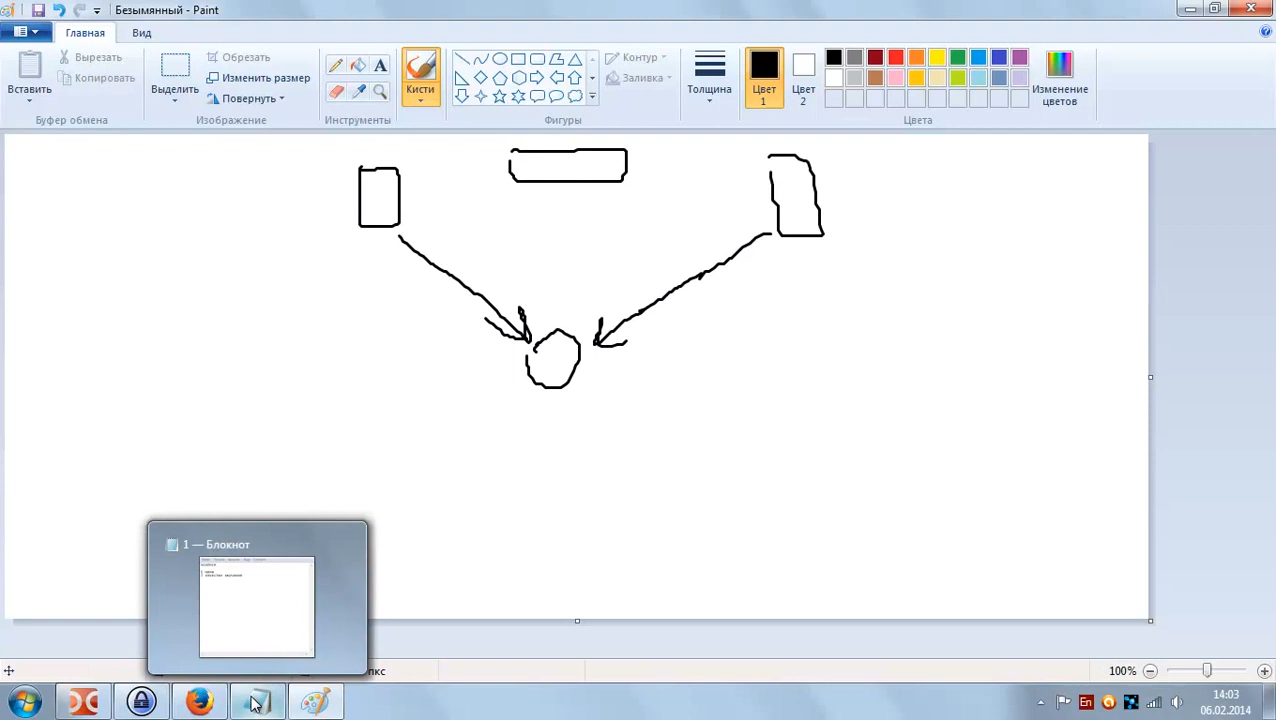 Безымянный - Paint
Главная
Вид
Вставить
Вырезать
Копировать
Буфер обмена
Выделить
Обрезать
Изменить размер
Повернуть
Изображение
Инструменты
Кисти
Контур
Заливка
Фигуры
Толщина
Цвет 1
Цвет 2
Изменение цветов
Цвета
1 — Блокнот
пкс
100%
En
14:03
06.02.2014